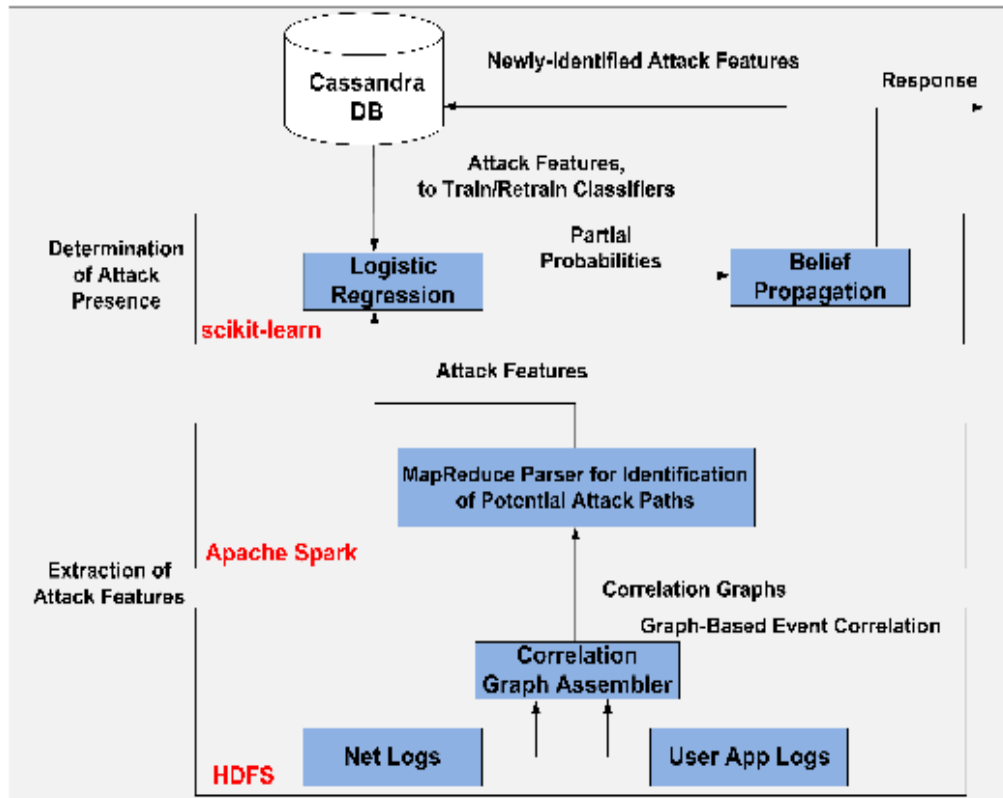 Newly-Identified Attack Features
Response
Cassandra
DB
Attack Features,
to Train/Retrain Classifiers
Determination
of Attack
Presence
Partial
Probabilities
Logistic
Regression
Belief
Propagation
scikit-learn
Attack Features
MapReduce Parser for Identification
of Potential Attack Paths
Apache Spark
Extraction of
Attack Features
Correlation Graphs
Graph-Based Event Correlation
Correlation
Graph Assembler
Net Logs
User App Logs
HDFS